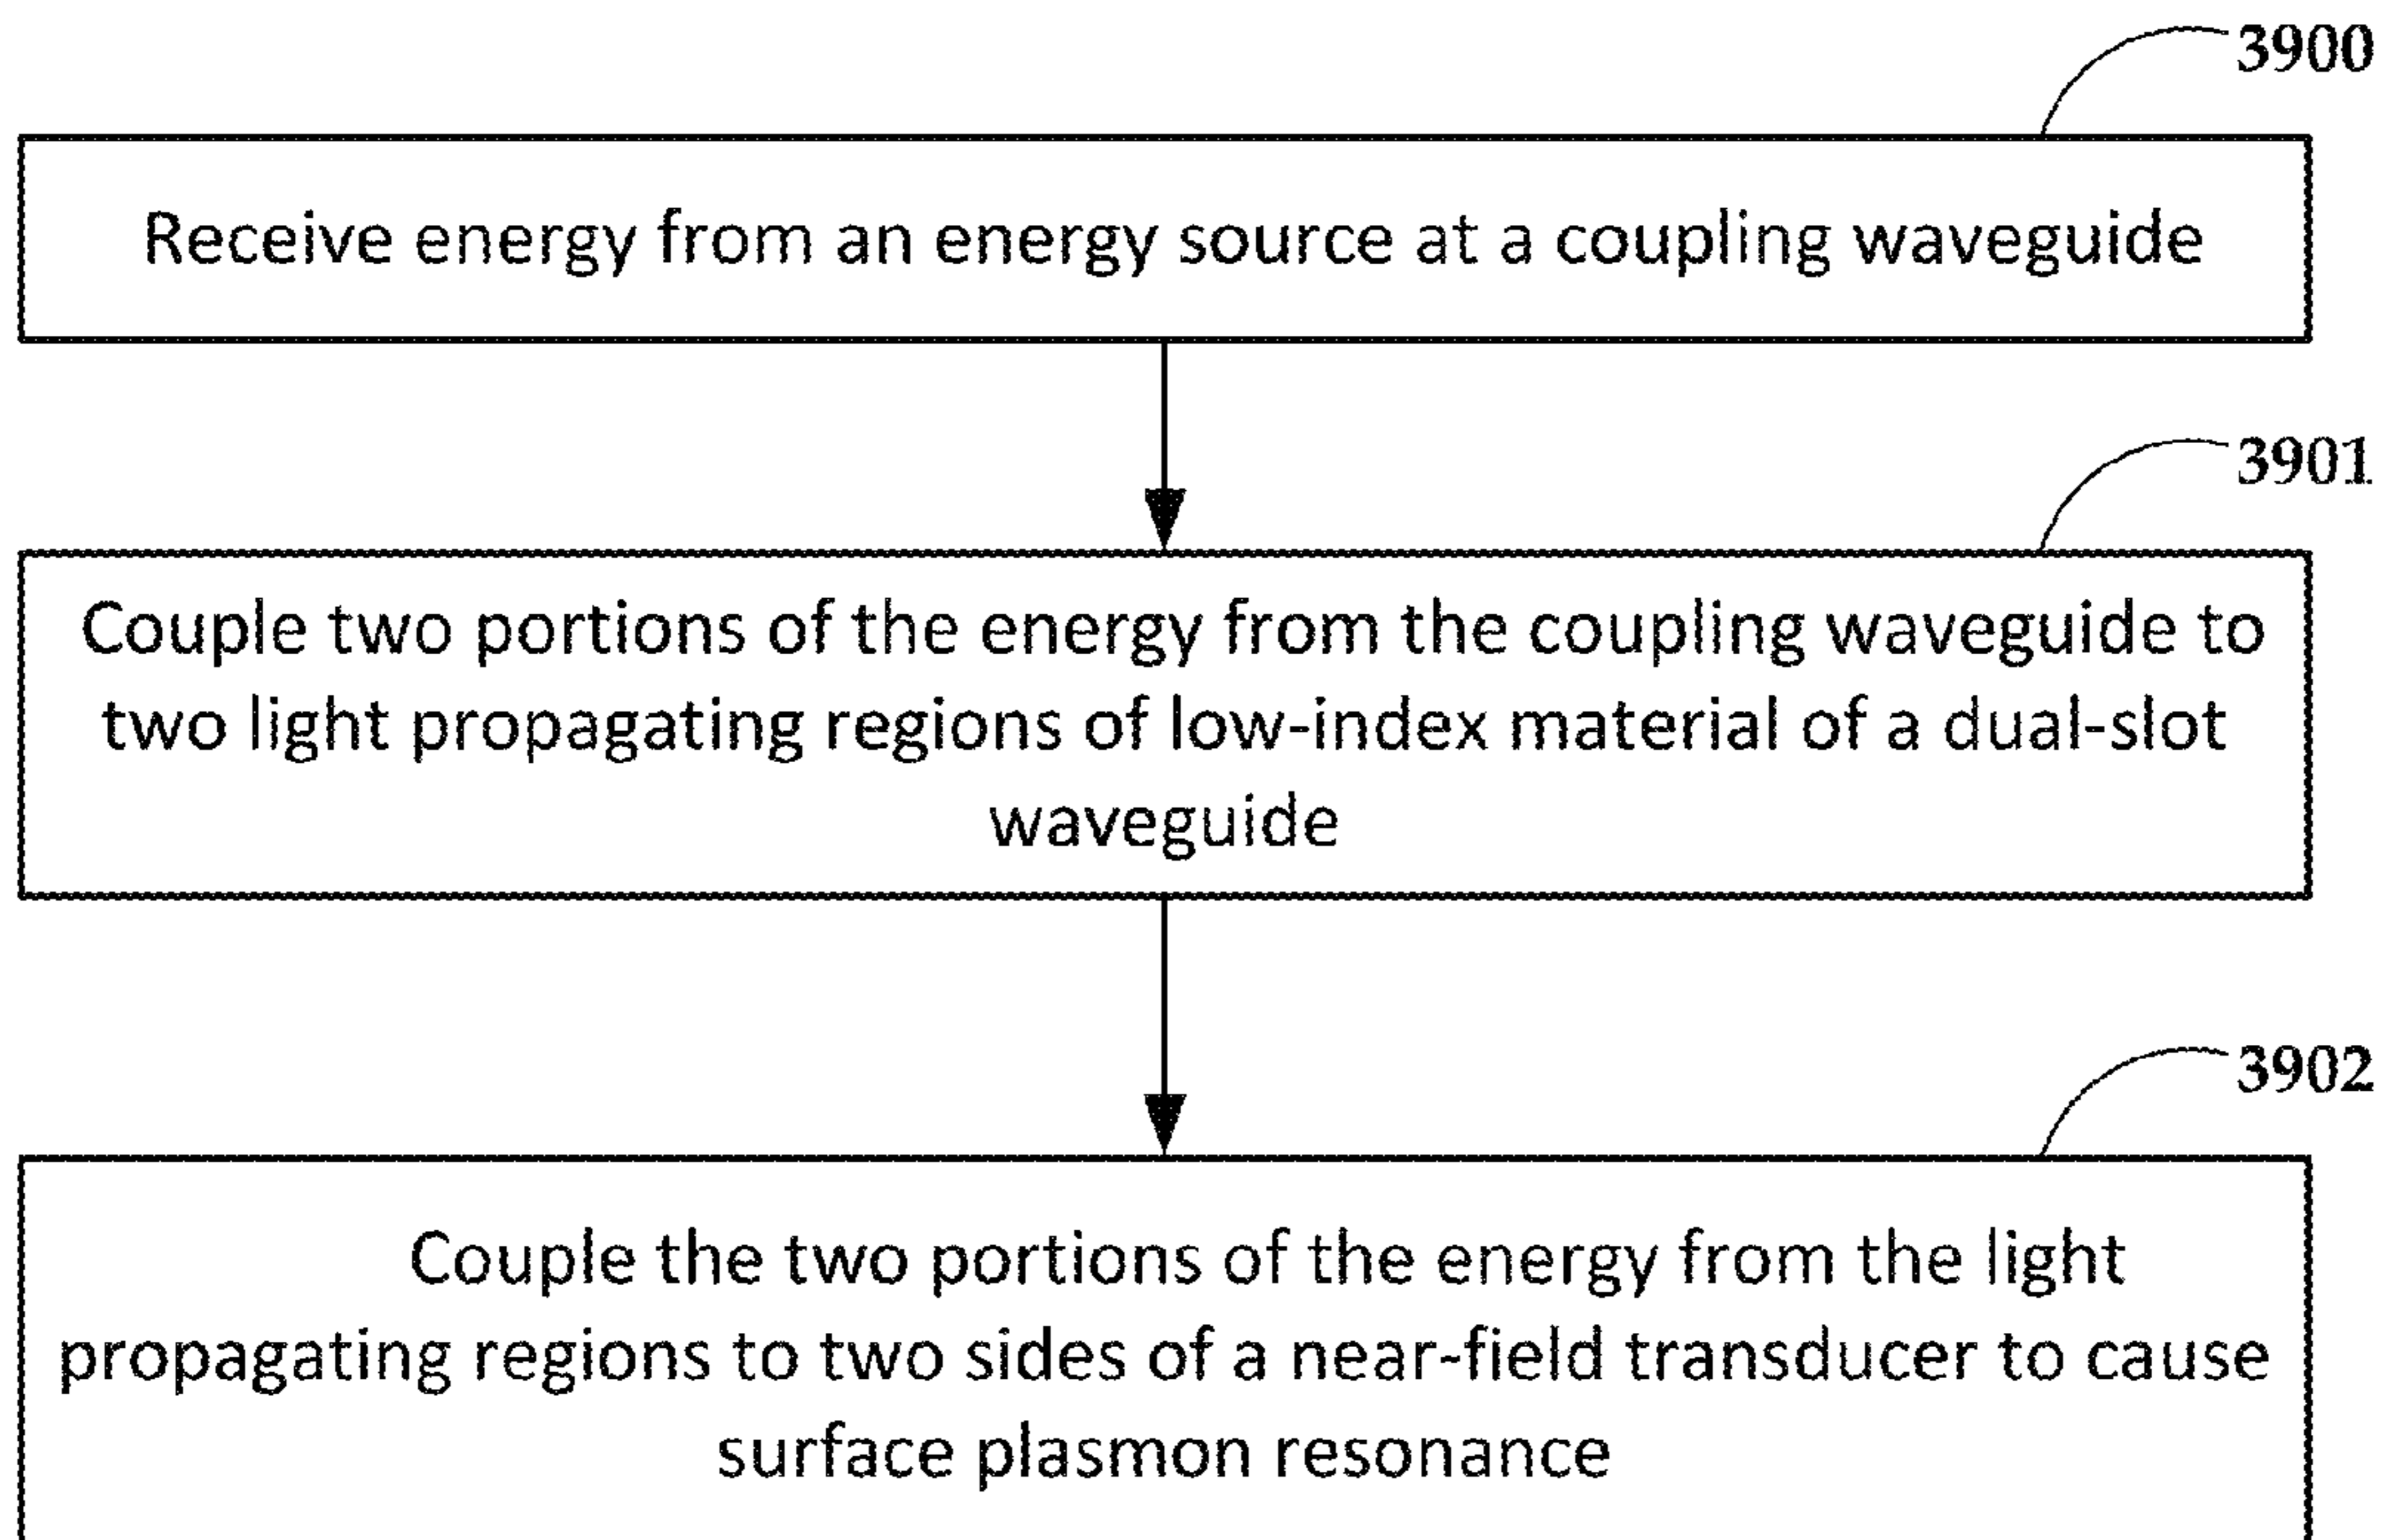 3900
Receive energy from an energy source at a coupling waveguide
3901
Couple two portions of the energy from the coupling waveguide to
two light propagating regions of low-index material of a dual-slot
waveguide
3902
Couple the two portions of the energy from the light
propagating regions to two sides of a near-field transducer to cause
surface plasmon resonance